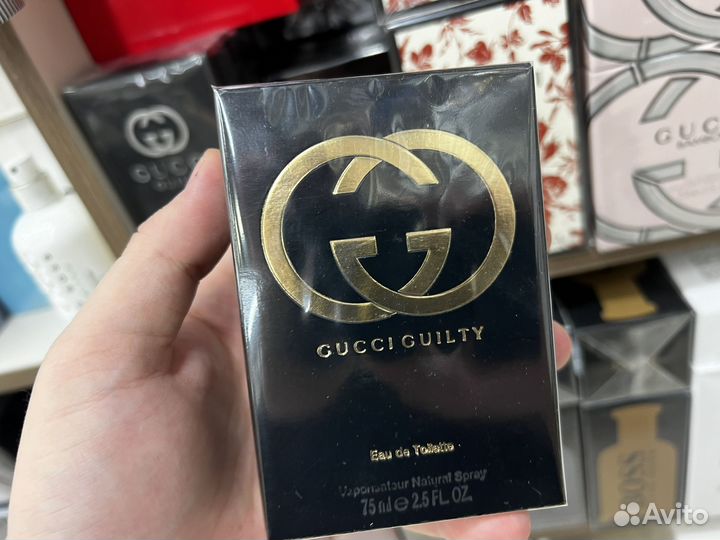 GUCCI GUILTY
Eau de Toilette
Vaporisateur Natural Spray
75 ml e 2.5 FL. OZ.
GUCCI
GUCCI
BOSS
Avito